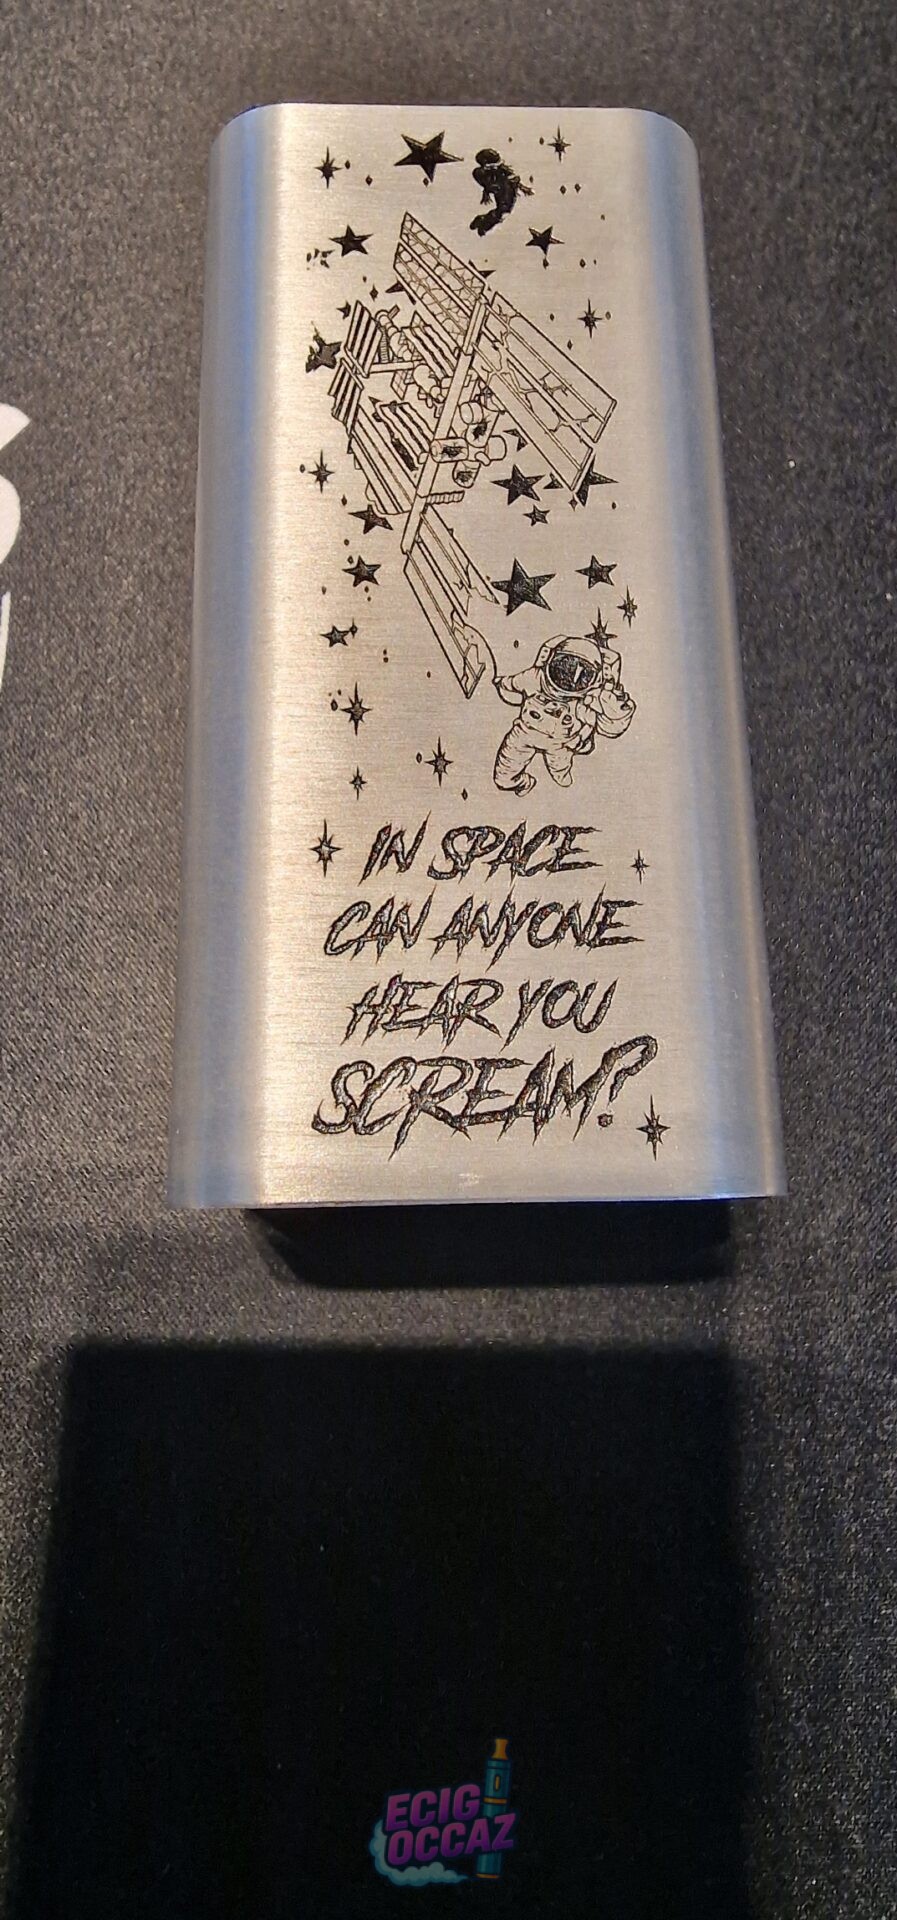 IN SPACE
CAN ANYONE
HEAR YOU
SCREAM?
ECIG
OCCAZ